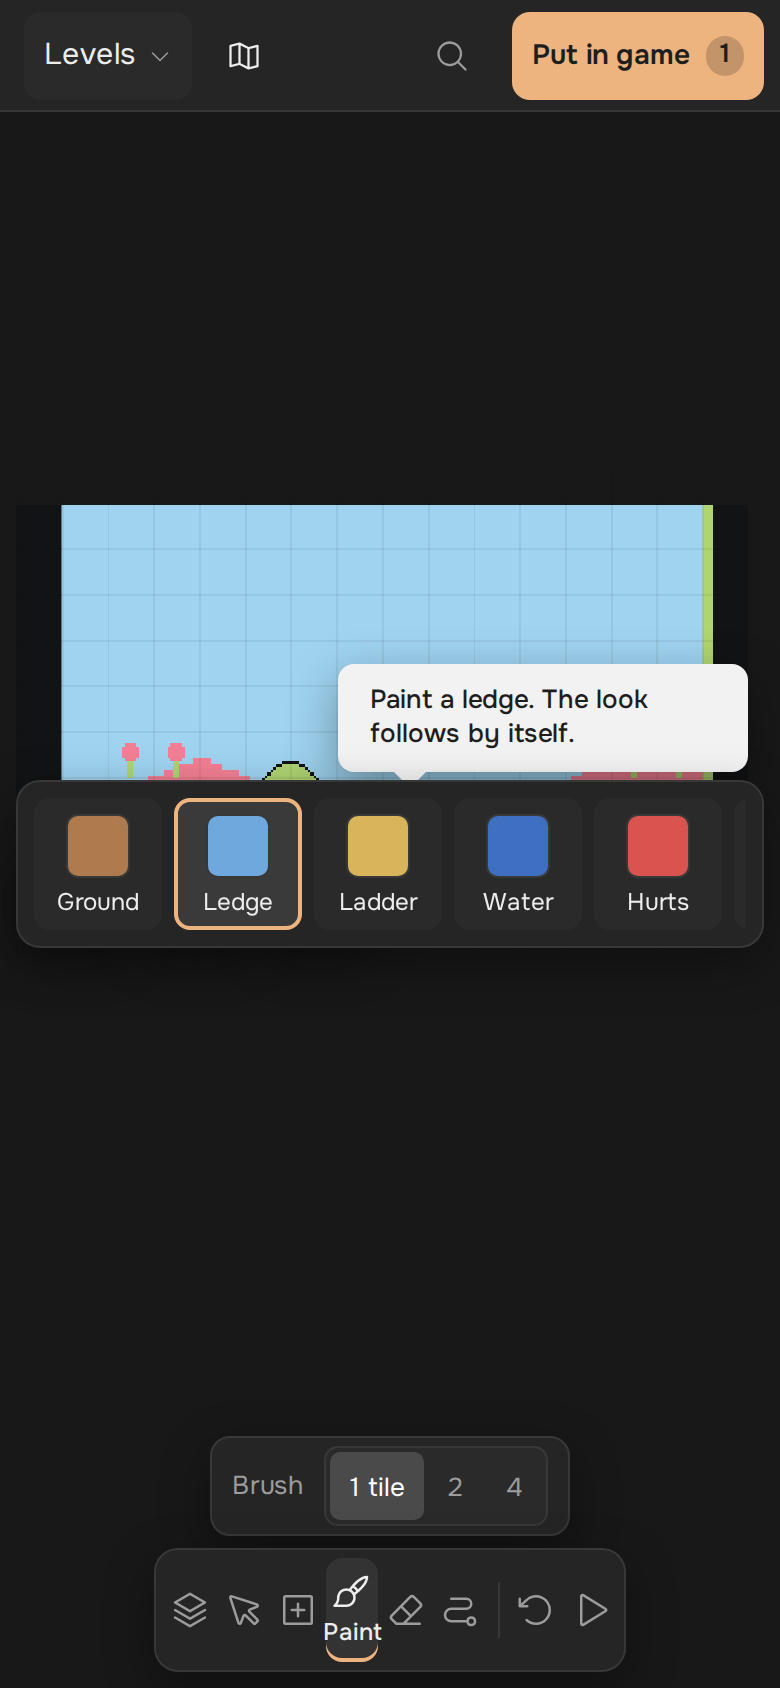 Levels
Put in game 1
Paint a ledge. The look
follows by itself.
Ground
Ledge
Ladder
Water
Hurts
Brush
1 tile
2
4
Paint